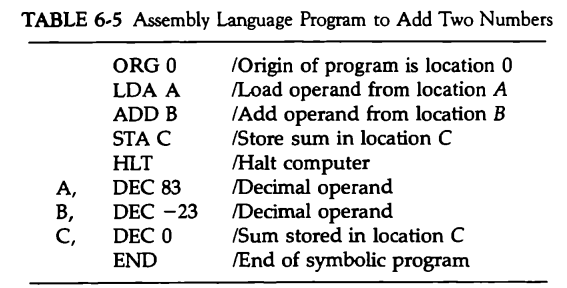 TABLE 6-5 Assembly Language Program to Add Two Numbers
ORG 0 /Origin of program is location 0
LDA A /Load operand from location A
ADD B /Add operand from location B
STA C /Store sum in location C
HLT /Halt computer
A, DEC 83 /Decimal operand
B, DEC −23 /Decimal operand
C, DEC 0 /Sum stored in location C
END /End of symbolic program